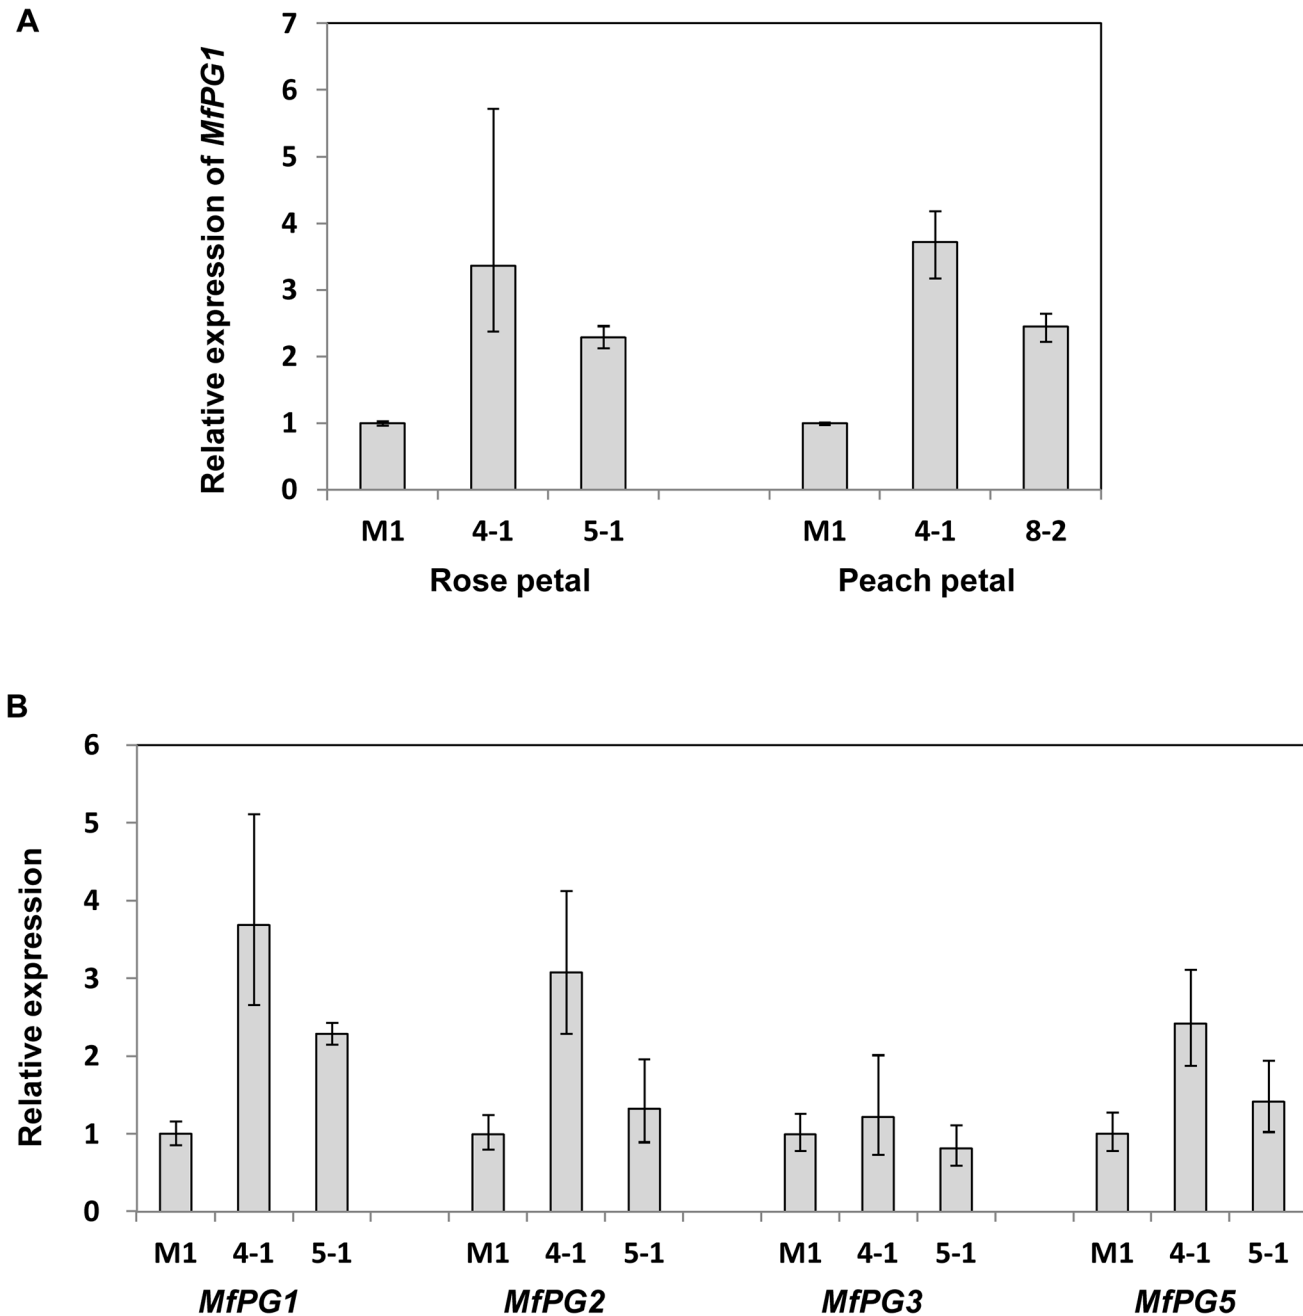 A
Relative expression of MfPG1
7
6
5
4
3
2
1
0
M1 4-1 5-1 M1 4-1 8-2
Rose petal Peach petal
B
Relative expression
6
5
4
3
2
1
0
M1 4-1 5-1 M1 4-1 5-1 M1 4-1 5-1 M1 4-1 5-1
MfPG1 MfPG2 MfPG3 MfPG5